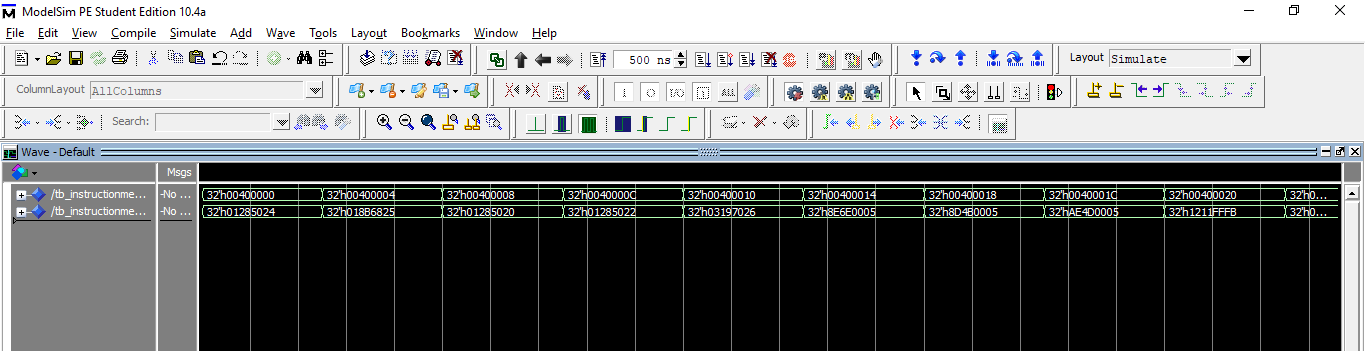 ModelSim PE Student Edition 10.4a
File Edit View Compile Simulate Add Wave Tools Layout Bookmarks Window Help
500 ns Layout Simulate
ColumnLayout AllColumns
Search:
Wave - Default
Msgs
/tb_instructionme... -No ... 32'h00400000 32'h00400004 32'h00400008 32'h0040000C 32'h00400010 32'h00400014 32'h00400018 32'h0040001C 32'h00400020 32'h0...
/tb_instructionme... -No ... 32'h01285024 32'h018B6825 32'h01285020 32'h01285022 32'h03197026 32'h8E6E0005 32'h8D4B0005 32'hAE4D0005 32'h1211FFFB 32'h0...